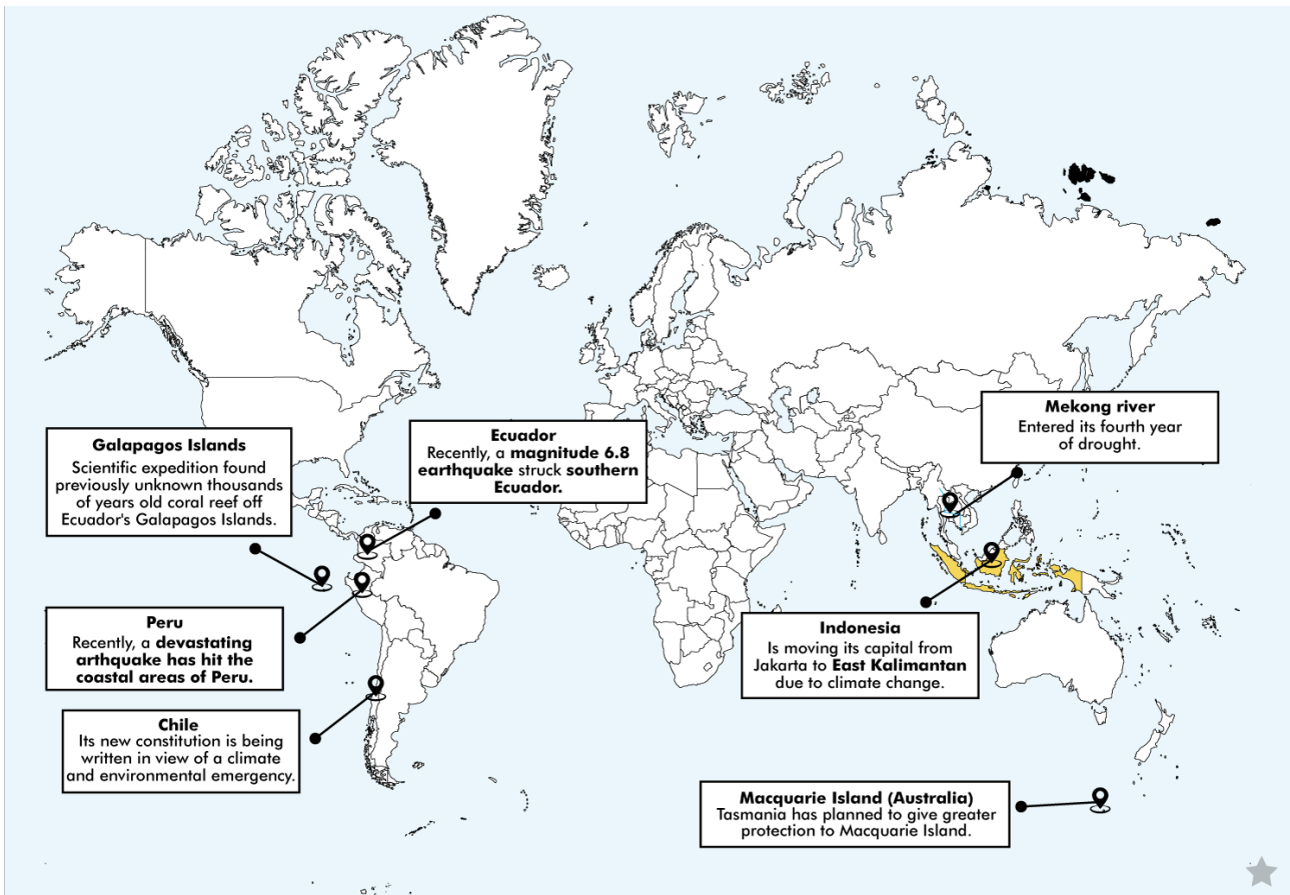 Galapagos Islands
Scientific expedition found
previously unknown thousands
of years old coral reef off
Ecuador's Galapagos Islands.
Ecuador
Recently, a magnitude 6.8
earthquake struck southern
Ecuador.
Mekong river
Entered its fourth year
of drought.
Peru
Recently, a devastating
arthquake has hit the
coastal areas of Peru.
Indonesia
Is moving its capital from
Jakarta to East Kalimantan
due to climate change.
Chile
Its new constitution is being
written in view of a climate
and environmental emergency.
Macquarie Island (Australia)
Tasmania has planned to give greater
protection to Macquarie Island.